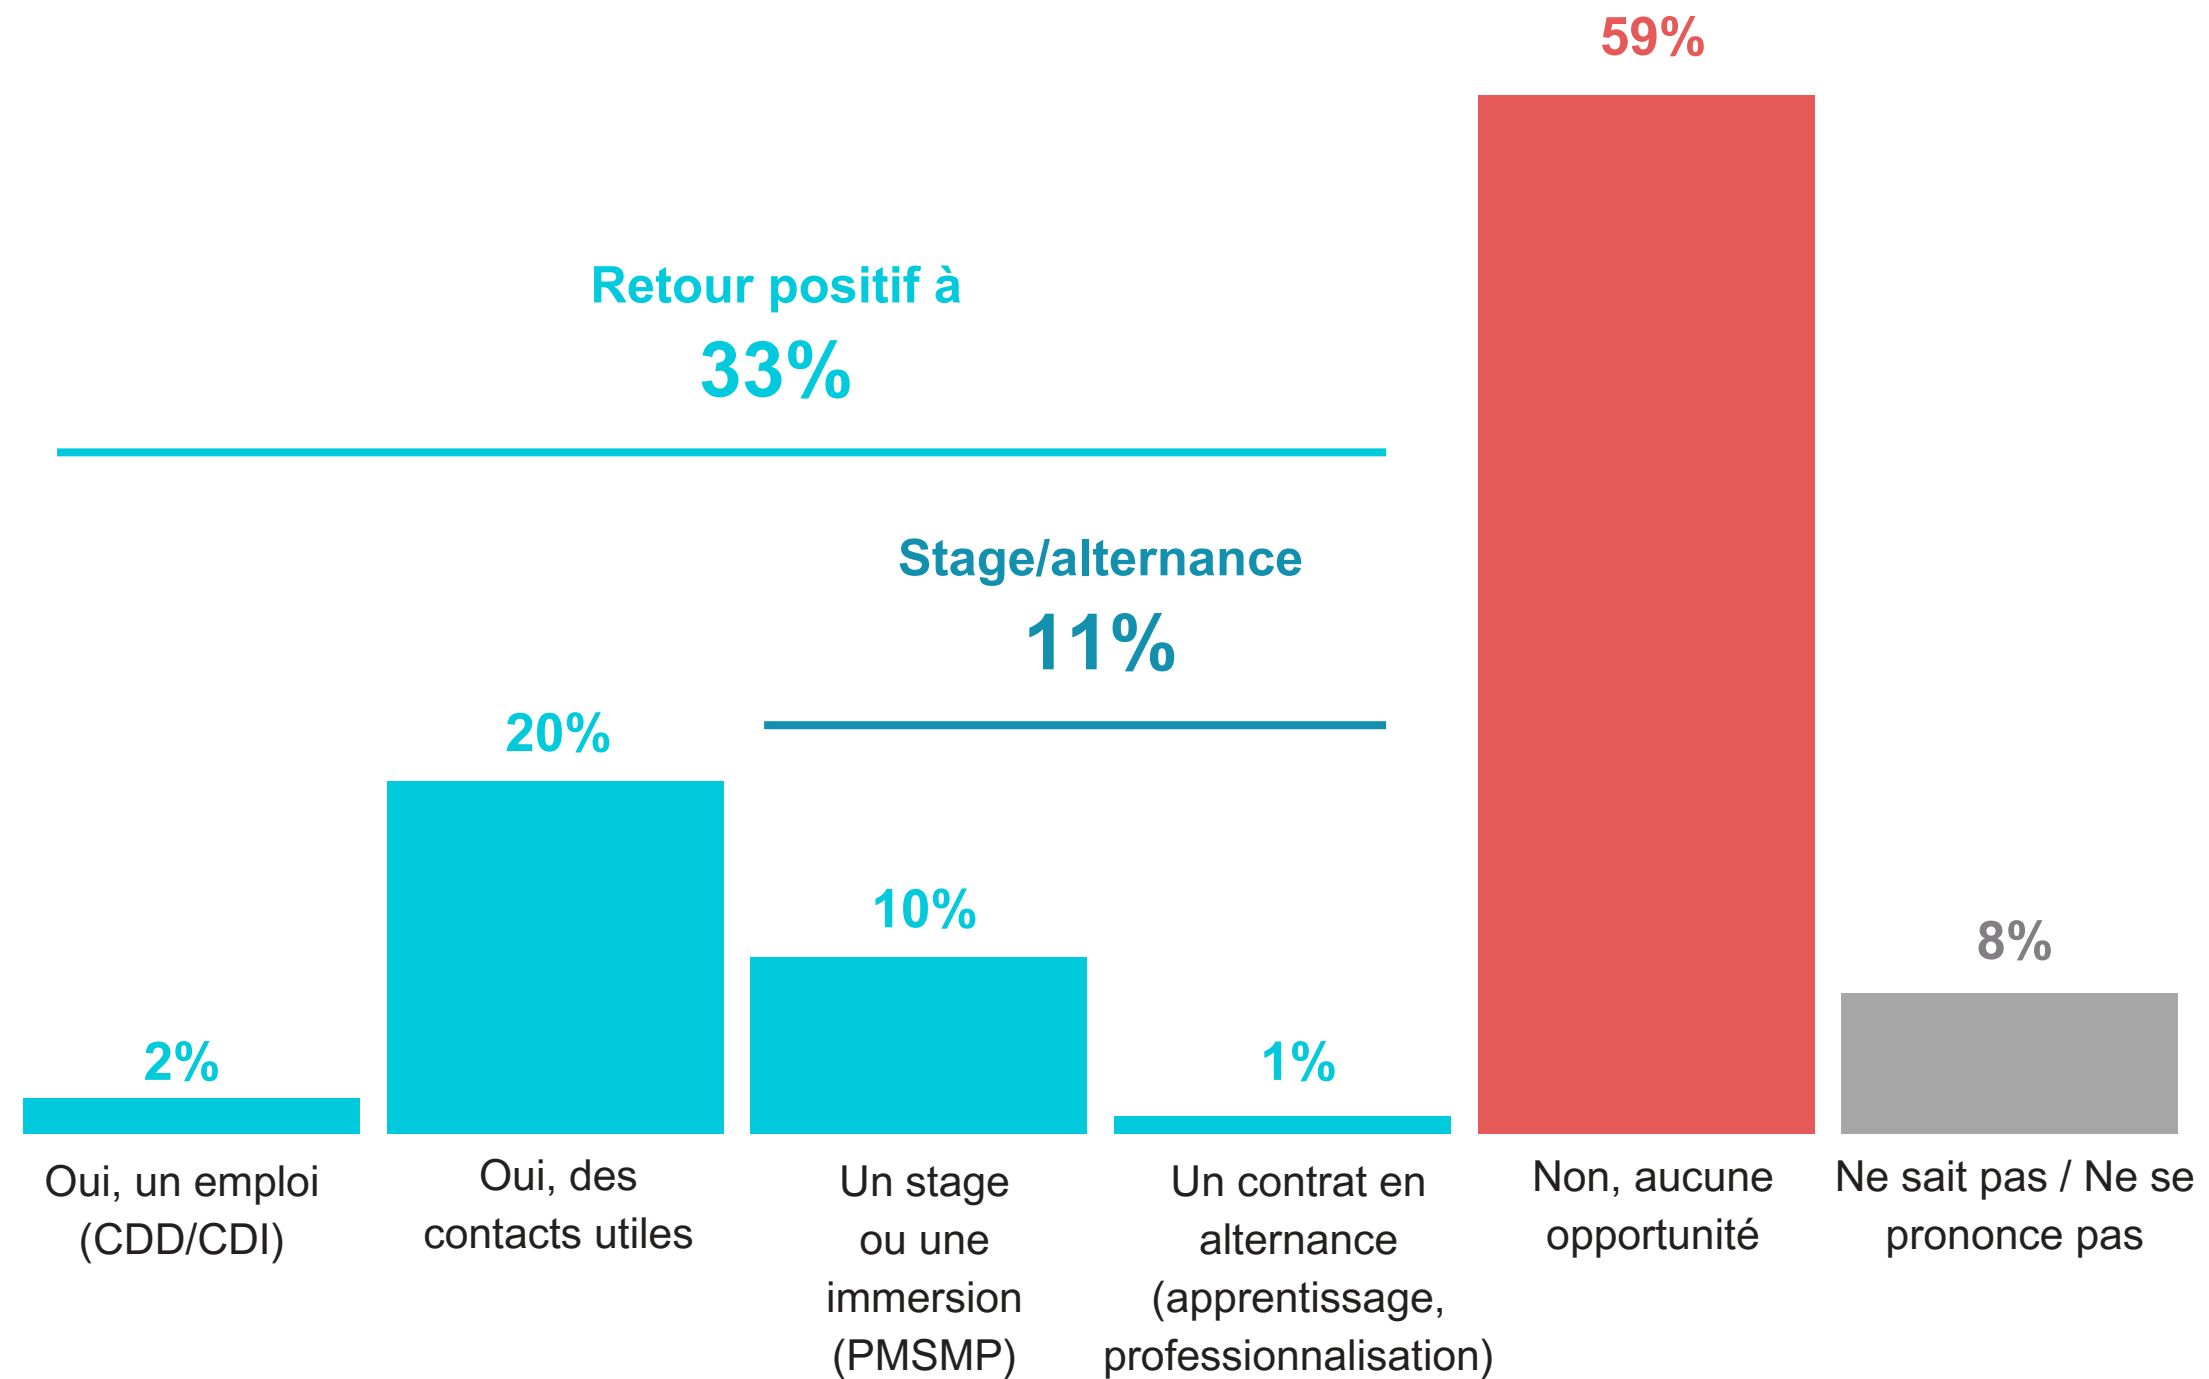 59%
Retour positif à
33%
Stage/alternance
11%
20%
10%
8%
2%
1%
Oui, un emploi
(CDD/CDI)
Oui, des
contacts utiles
Un stage
ou une
immersion
(PMSMP)
Un contrat en
alternance
(apprentissage,
professionnalisation)
Non, aucune
opportunité
Ne sait pas / Ne se
prononce pas